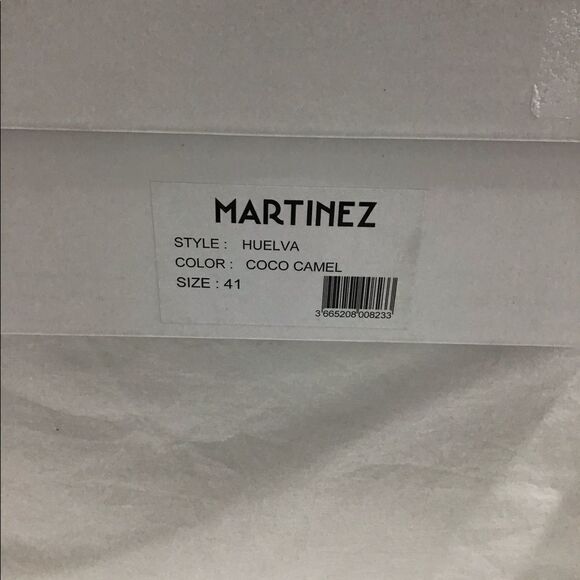 MARTINEZ
STYLE : HUELVA
COLOR : COCO CAMEL
SIZE : 41
3 665208 008233